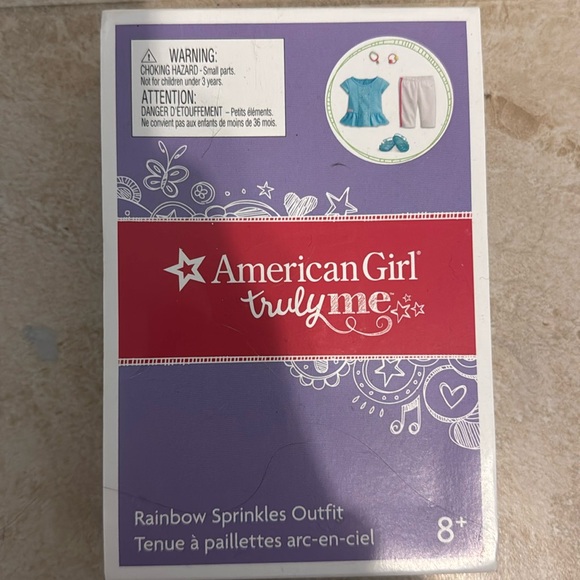 WARNING:
CHOKING HAZARD - Small parts.
Not for children under 3 years.
ATTENTION:
DANGER D'ÉTOUFFEMENT – Petits éléments.
Ne convient pas aux enfants de moins de 36 mois.
American Girl®
truly me™
Rainbow Sprinkles Outfit
Tenue à paillettes arc-en-ciel
8+